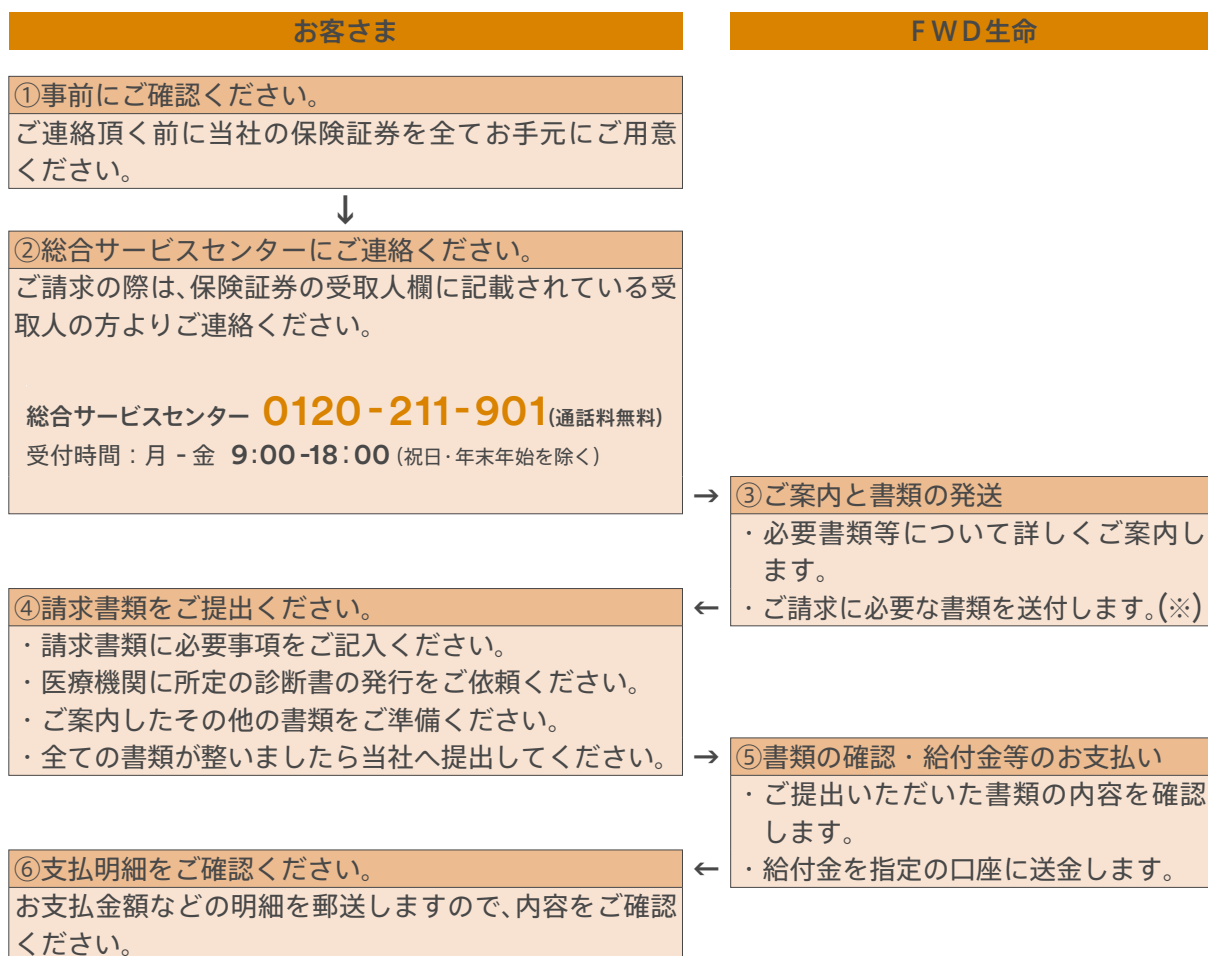 お客さま
ＦＷＤ生命
①事前にご確認ください。
ご連絡頂く前に当社の保険証券を全てお手元にご用意
ください。
↓
②総合サービスセンターにご連絡ください。
ご請求の際は、保険証券の受取人欄に記載されている受
取人の方よりご連絡ください。
総合サービスセンター 0120-211-901(通話料無料)
受付時間：月-金 9:00-18:00（祝日･年末年始を除く）
→ ③ご案内と書類の発送
・必要書類等について詳しくご案内し
ます。
← ・ご請求に必要な書類を送付します。(※)
④請求書類をご提出ください。
・請求書類に必要事項をご記入ください。
・医療機関に所定の診断書の発行をご依頼ください。
・ご案内したその他の書類をご準備ください。
・全ての書類が整いましたら当社へ提出してください。
→ ⑤書類の確認・給付金等のお支払い
・ご提出いただいた書類の内容を確認
します。
← ・給付金を指定の口座に送金します。
⑥支払明細をご確認ください。
お支払金額などの明細を郵送しますので、内容をご確認
ください。